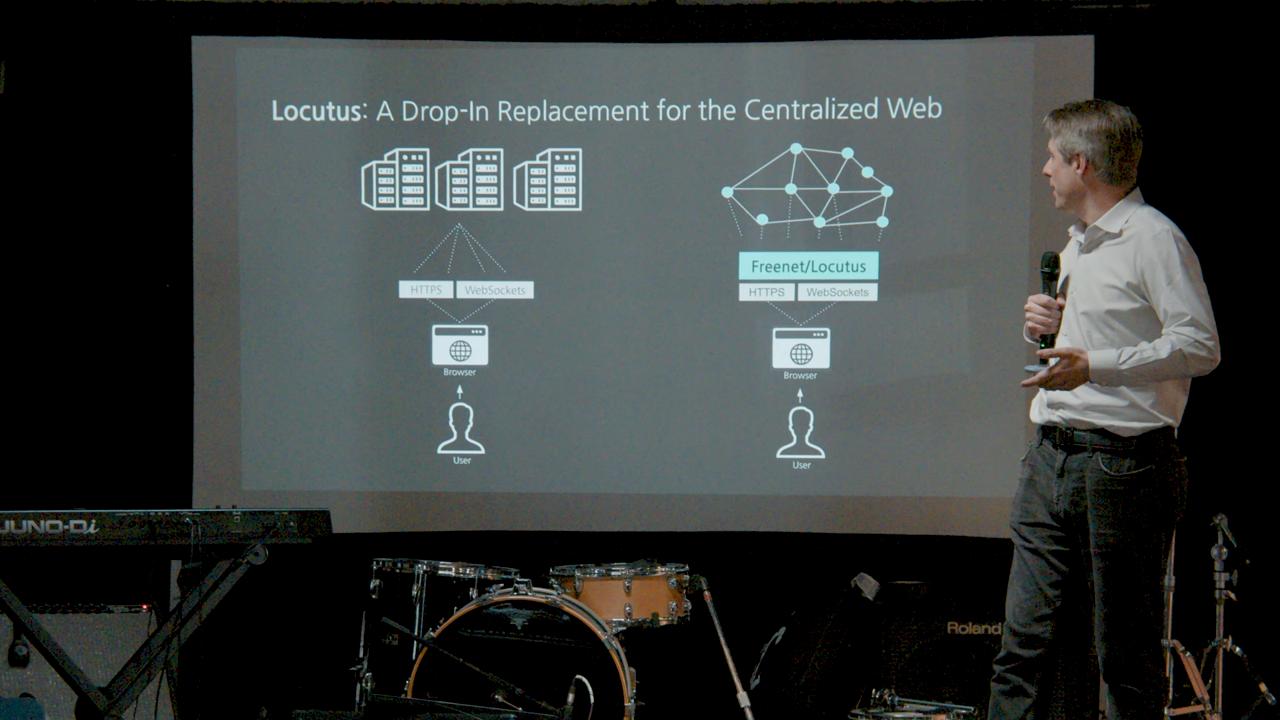 Locutus: A Drop-In Replacement for the Centralized Web
HTTPS
WebSockets
Browser
User
Freenet/Locutus
HTTPS
WebSockets
Browser
User
JUNO-Di
Roland